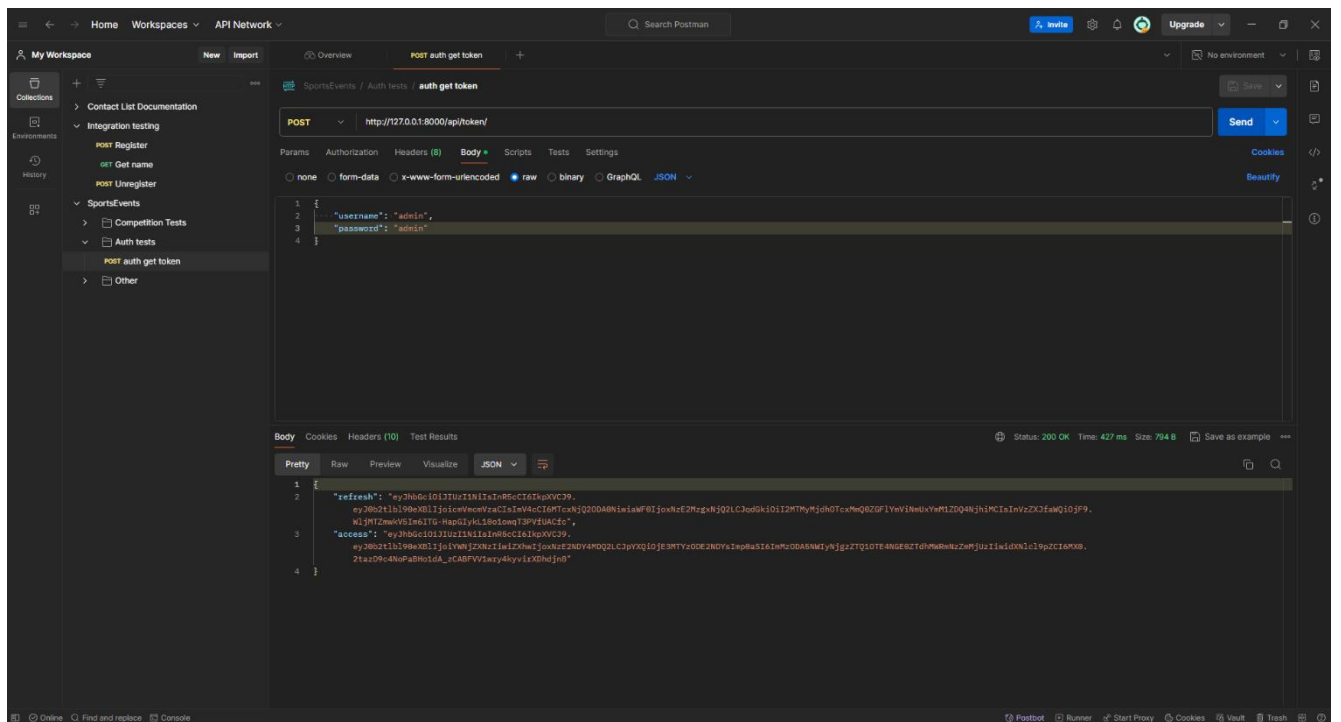 Home Workspaces API Network Search Postman Invite Upgrade
My Workspace New Import Overview POST auth get token No environment
Collections
Environments
History
Contact List Documentation
Integration testing
POST Register
GET Get name
POST Unregister
SportsEvents
Competition Tests
Auth tests
POST auth get token
Other
SportsEvents / Auth tests / auth get token Save
POST http://127.0.0.1:8000/api/token/ Send
Params Authorization Headers (8) Body Scripts Tests Settings Cookies
none form-data x-www-form-urlencoded raw binary GraphQL JSON Beautify
1 {
2 "username": "admin",
3 "password": "admin"
4 }
Body Cookies Headers (10) Test Results Status: 200 OK Time: 427 ms Size: 794 B Save as example
Pretty Raw Preview Visualize JSON
1 {
2 "refresh": "eyJhbGciOiJIUzI1NiIsInR5cCI6IkpXVCJ9.
3 "access": "eyJhbGciOiJIUzI1NiIsInR5cCI6IkpXVCJ9.
4 }
Online Find and replace Console Postbot Runner Start Proxy Cookies Vault Trash